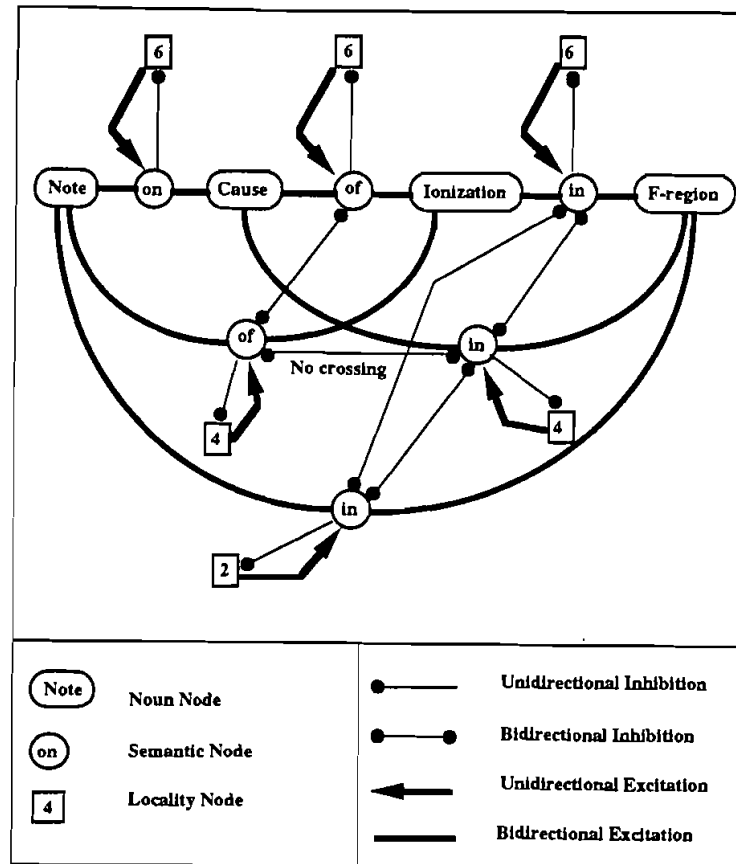 6 6 6
Note on Cause of Ionization in F-region
of in
No crossing
4 4
in
2
Note Noun Node
on Semantic Node
4 Locality Node
Unidirectional Inhibition
Bidirectional Inhibition
Unidirectional Excitation
Bidirectional Excitation